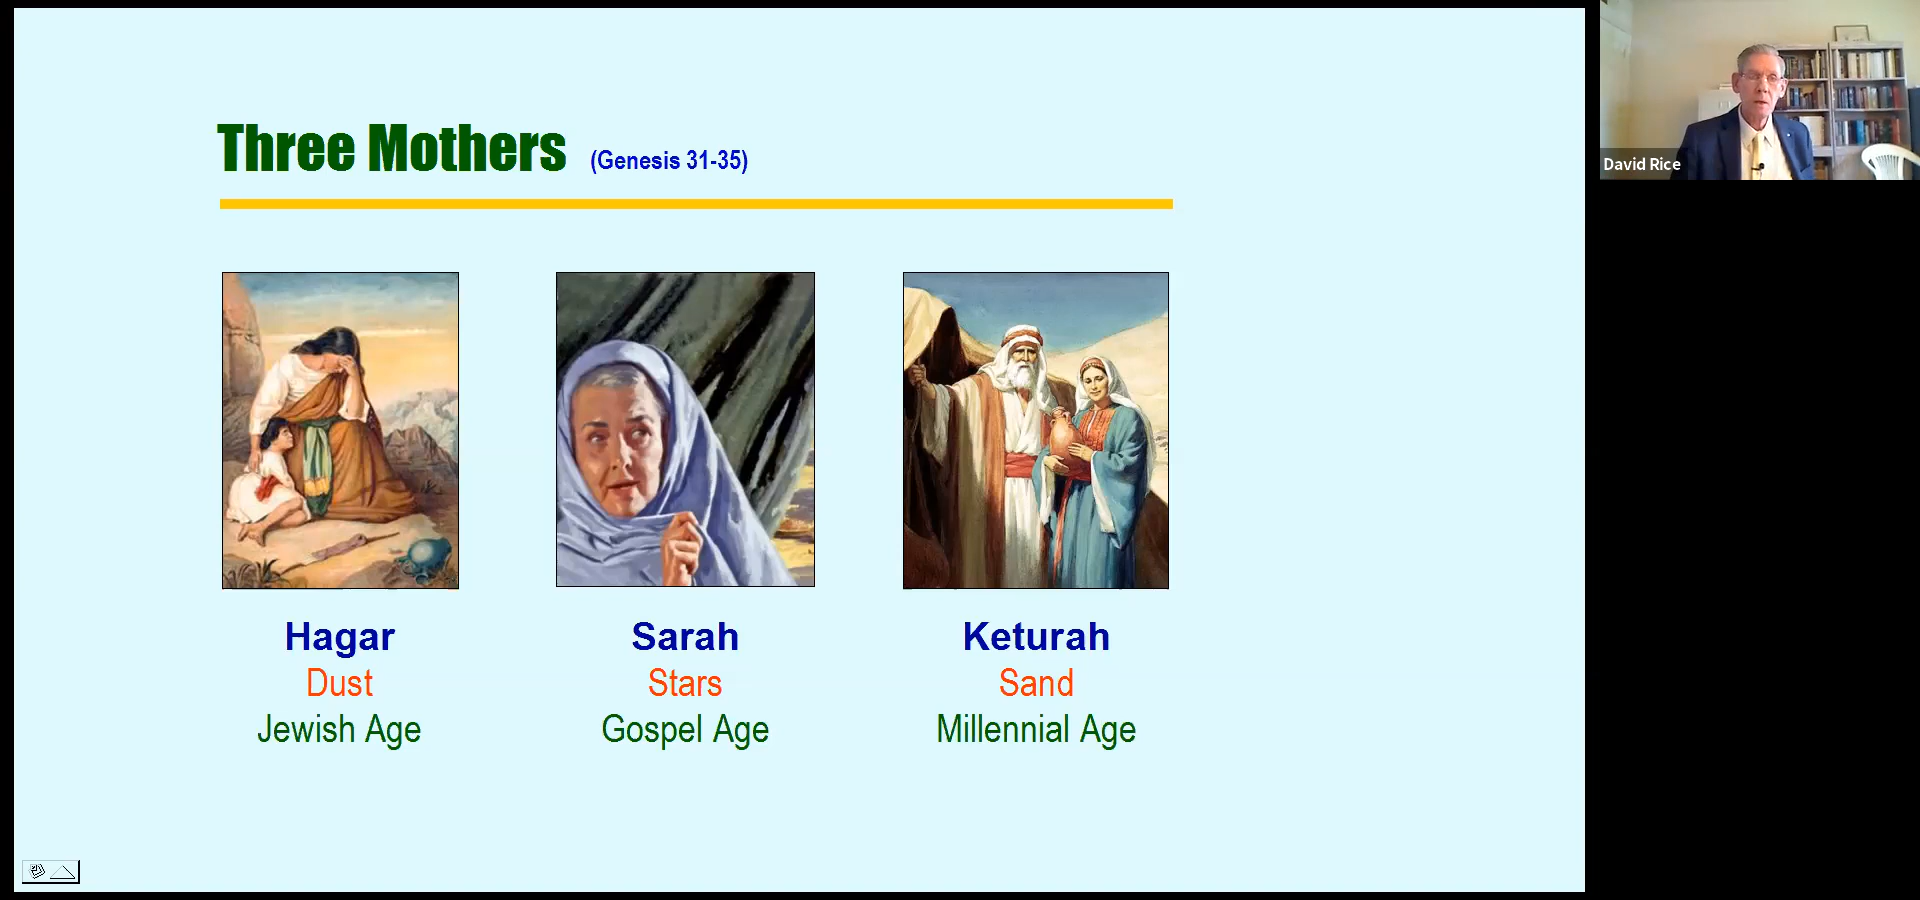 Three Mothers (Genesis 31-35)
Hagar
Dust
Jewish Age
Sarah
Stars
Gospel Age
Keturah
Sand
Millennial Age
David Rice